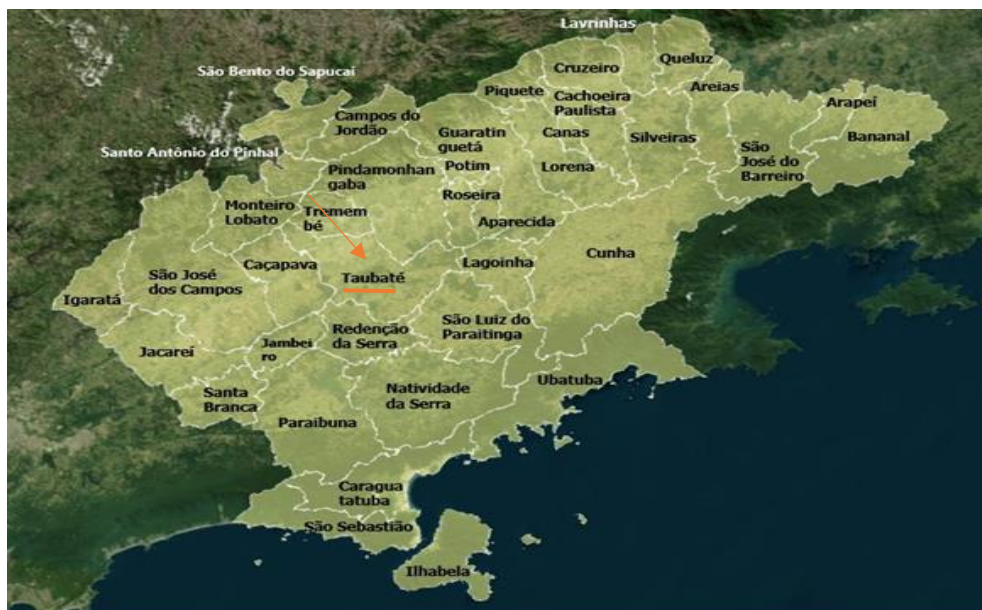 Lavrinhas
São Bento do Sapucaí
Cruzeiro
Queluz
Piquete
Areias
Cachoeira
Paulista
Campos do
Jordão
Arapeí
Guaratin
guetá
Canas
Silveiras
Bananal
Santo Antônio do Pinhal
São
José do
Barreiro
Pindamonhan
gaba
Potim
Lorena
Monteiro
Lobato
Tremem
bé
Roseira
Aparecida
Cunha
São José
dos Campos
Caçapava
Taubaté
Lagoinha
Igaratá
Jacareí
Jambei
ro
Redenção
da Serra
São Luiz do
Paraitinga
Santa
Branca
Natividade
da Serra
Ubatuba
Paraibuna
Caragua
tatuba
São Sebastião
Ilhabela